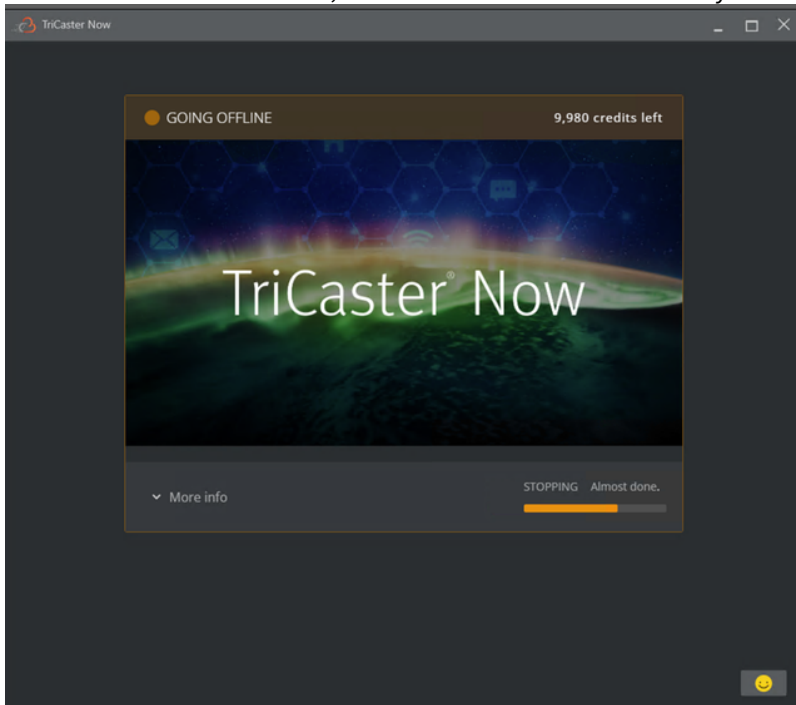 TriCaster Now
GOING OFFLINE
9,980 credits left
TriCaster® Now
More info
STOPPING Almost done.